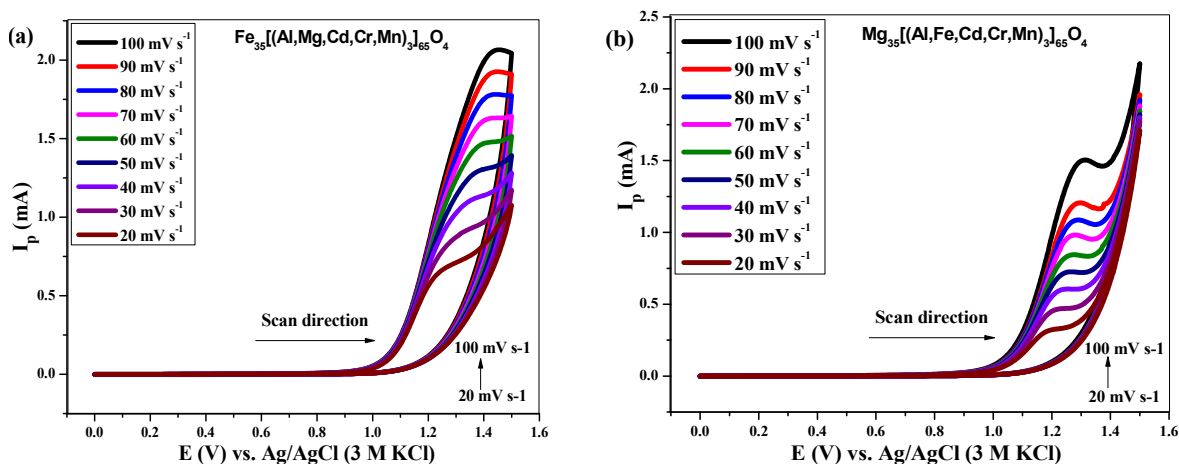 (a)
Fe35[(Al,Mg,Cd,Cr,Mn)3]65O4
100 mV s-1
90 mV s-1
80 mV s-1
70 mV s-1
60 mV s-1
50 mV s-1
40 mV s-1
30 mV s-1
20 mV s-1
Scan direction
100 mV s-1
20 mV s-1
2.0
1.5
1.0
0.5
0.0
Ip (mA)
0.0 0.2 0.4 0.6 0.8 1.0 1.2 1.4 1.6
E (V) vs. Ag/AgCl (3 M KCl)
(b)
Mg35[(Al,Fe,Cd,Cr,Mn)3]65O4
100 mV s-1
90 mV s-1
80 mV s-1
70 mV s-1
60 mV s-1
50 mV s-1
40 mV s-1
30 mV s-1
20 mV s-1
Scan direction
100 mV s-1
20 mV s-1
2.5
2.0
1.5
1.0
0.5
0.0
Ip (mA)
0.0 0.2 0.4 0.6 0.8 1.0 1.2 1.4 1.6
E (V) vs. Ag/AgCl (3 M KCl)